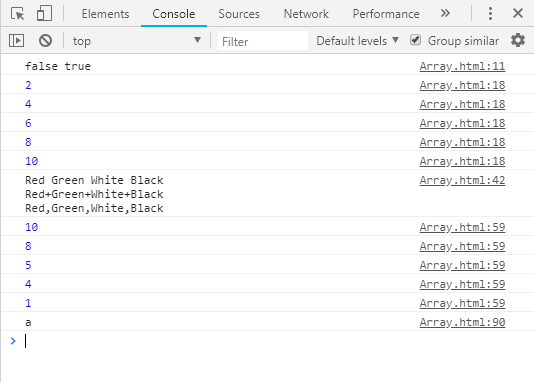 Elements Console Sources Network Performance »
top Filter Default levels Group similar
false true Array.html:11
2 Array.html:18
4 Array.html:18
6 Array.html:18
8 Array.html:18
10 Array.html:18
Red Green White Black Array.html:42
Red+Green+White+Black
Red,Green,White,Black
10 Array.html:59
8 Array.html:59
5 Array.html:59
4 Array.html:59
1 Array.html:59
a Array.html:90